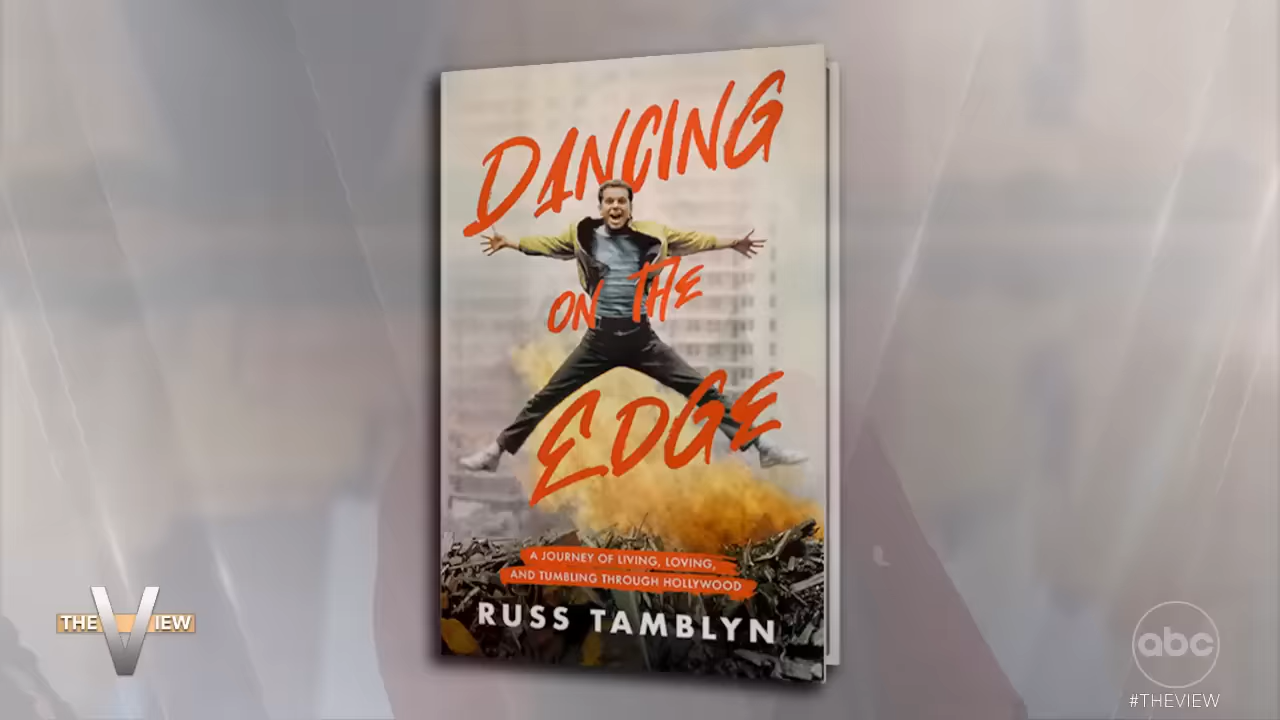 DANCING
ON THE
EDGE
A JOURNEY OF LIVING, LOVING,
AND TUMBLING THROUGH HOLLYWOOD
RUSS TAMBLYN
THE VIEW
abc
#THEVIEW